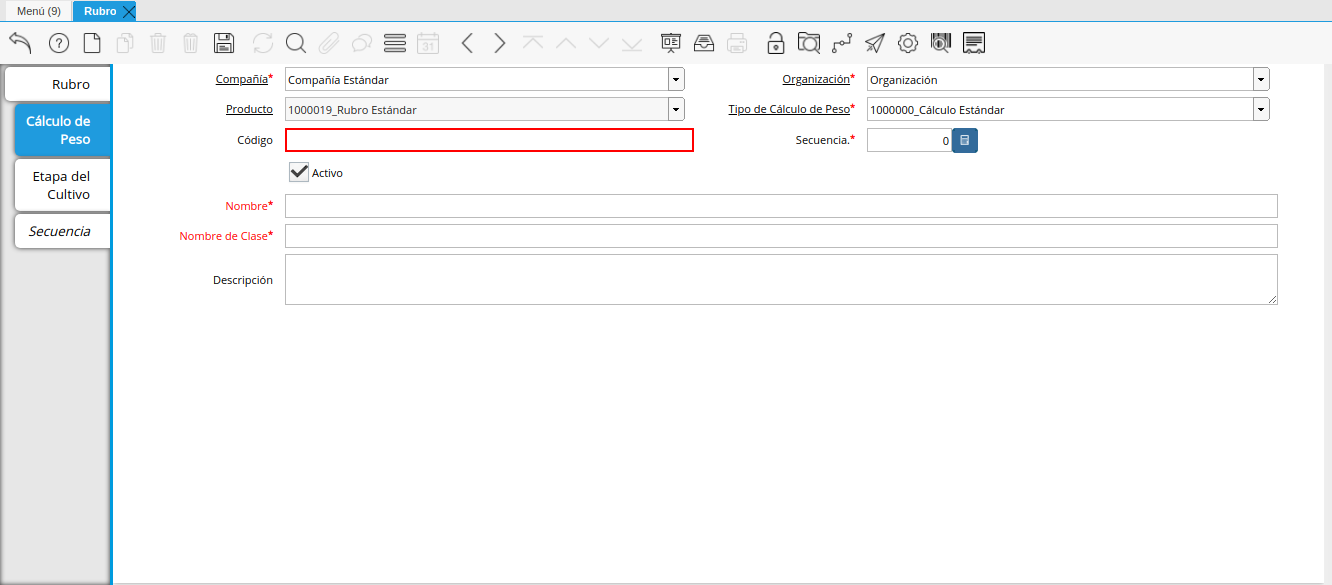 Menú (9)
Rubro
31
Rubro
Cálculo de
Peso
Etapa del
Cultivo
Secuencia
Compañía* Compañía Estándar
Organización* Organización
Producto 1000019_Rubro Estándar
Tipo de Cálculo de Peso* 1000000_Cálculo Estándar
Código
Secuencia.* 0
Activo
Nombre*
Nombre de Clase*
Descripción